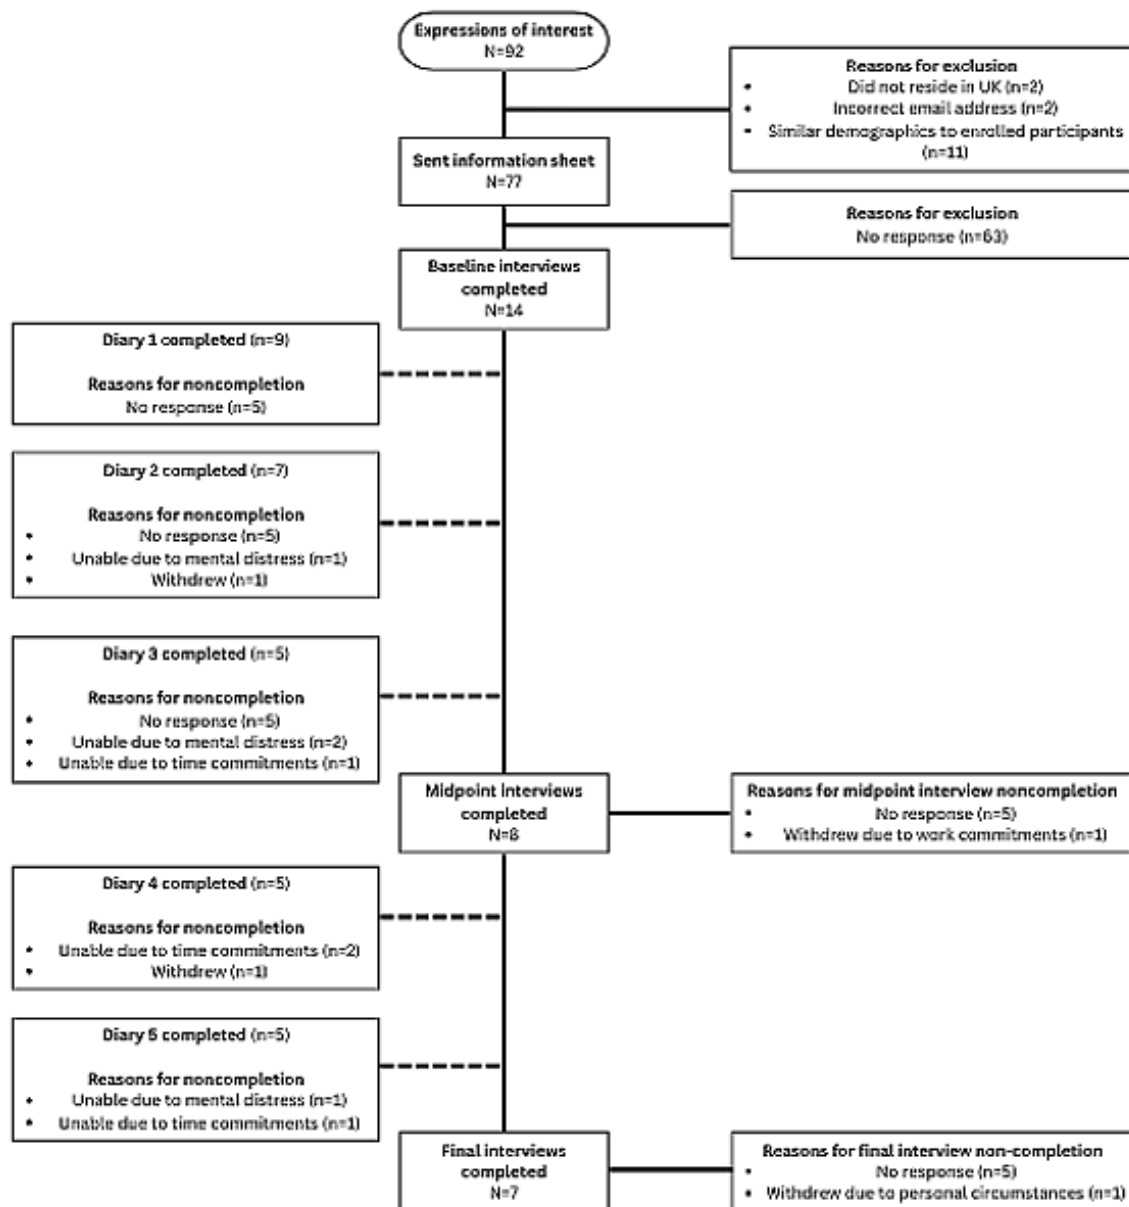 Expressions of interest
N=92
Reasons for exclusion
• Did not reside in UK (n=2)
• Incorrect email address (n=2)
• Similar demographics to enrolled participants
(n=11)
Sent information sheet
N=77
Reasons for exclusion
No response (n=63)
Baseline interviews
completed
N=14
Diary 1 completed (n=9)
Reasons for noncompletion
No response (n=5)
Diary 2 completed (n=7)
Reasons for noncompletion
• No response (n=5)
• Unable due to mental distress (n=1)
• Withdrew (n=1)
Diary 3 completed (n=5)
Reasons for noncompletion
• No response (n=5)
• Unable due to mental distress (n=2)
• Unable due to time commitments (n=1)
Midpoint interviews
completed
N=8
Reasons for midpoint interview noncompletion
• No response (n=5)
• Withdrew due to work commitments (n=1)
Diary 4 completed (n=5)
Reasons for noncompletion
• Unable due to time commitments (n=2)
• Withdrew (n=1)
Diary 5 completed (n=5)
Reasons for noncompletion
• Unable due to mental distress (n=1)
• Unable due to time commitments (n=1)
Final interviews
completed
N=7
Reasons for final interview non-completion
• No response (n=5)
• Withdrew due to personal circumstances (n=1)